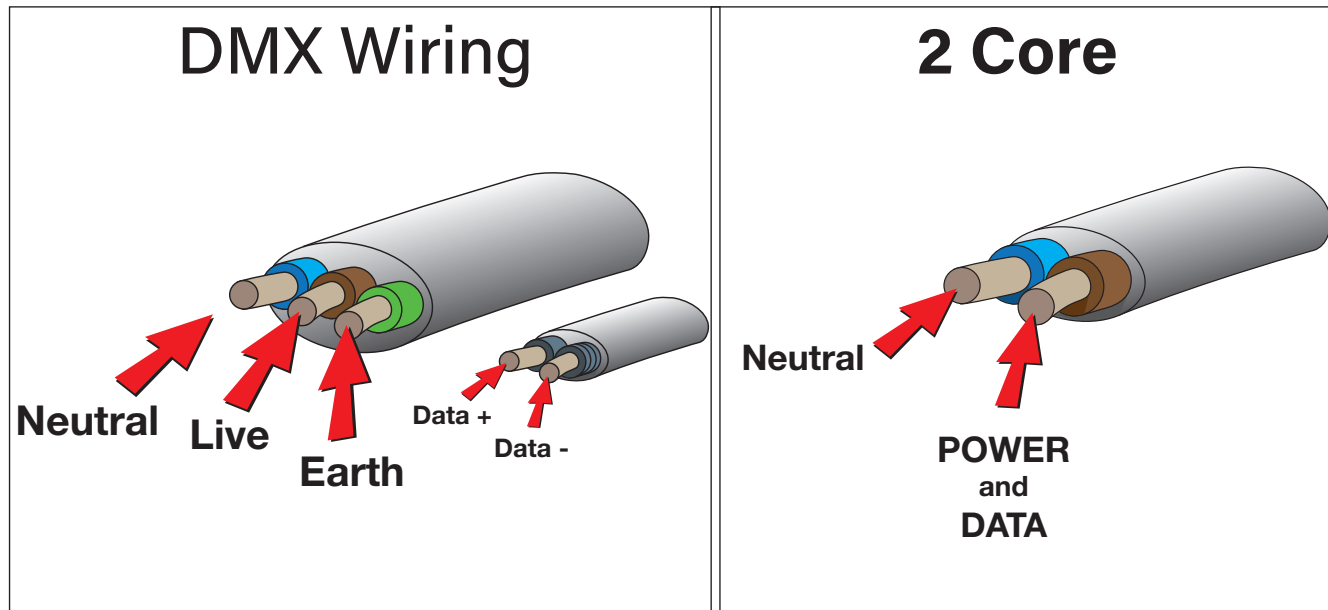 DMX Wiring
Neutral
Live
Earth
Data +
Data -
2 Core
Neutral
POWER
and
DATA